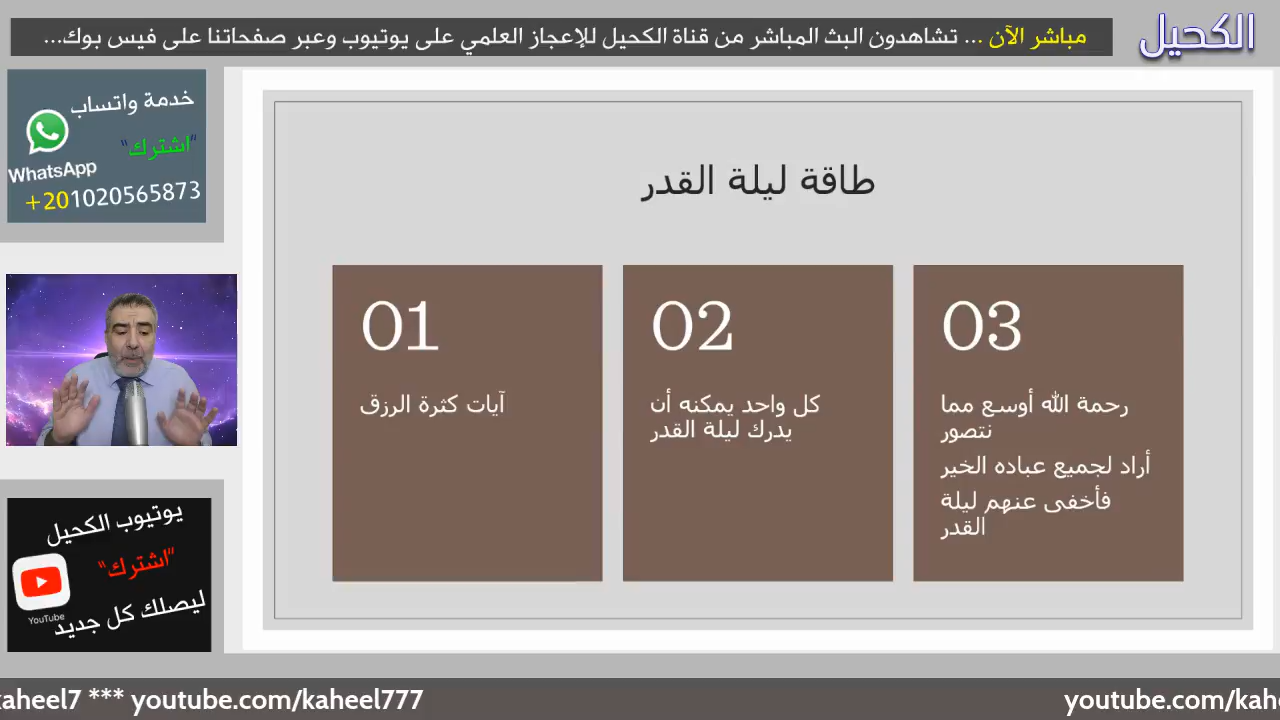 الكحيل
مباشر الآن ... تشاهدون البث المباشر من قناة الكحيل للإعجاز العلمي على يوتيوب وعبر صفحاتنا على فيس بوك...
خدمة واتساب
"اشترك"
WhatsApp
+201020565873
يوتيوب الكحيل
"اشترك"
YouTube
ليصلك كل جديد
طاقة ليلة القدر
01
آيات كثرة الرزق
02
كل واحد يمكنه أن
يدرك ليلة القدر
03
رحمة الله أوسع مما
نتصور
أراد لجميع عباده الخير
فأخفى عنهم ليلة
القدر
aheel7 *** youtube.com/kaheel777
youtube.com/kahe